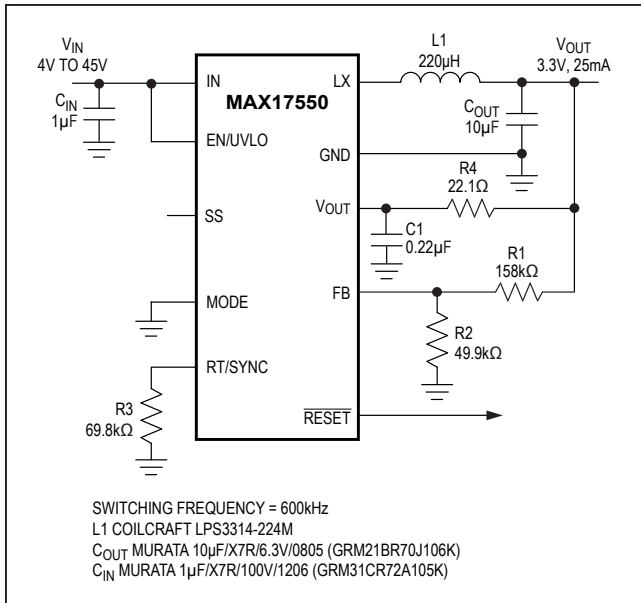 VIN
4V TO 45V
CIN
1µF
IN
EN/UVLO
SS
MODE
RT/SYNC
R3
69.8kΩ
MAX17550
LX
GND
VOUT
FB
RESET
L1
220µH
VOUT
3.3V, 25mA
COUT
10µF
R4
22.1Ω
C1
0.22µF
R1
158kΩ
R2
49.9kΩ
SWITCHING FREQUENCY = 600kHz
L1 COILCRAFT LPS3314-224M
COUT MURATA 10µF/X7R/6.3V/0805 (GRM21BR70J106K)
CIN MURATA 1µF/X7R/100V/1206 (GRM31CR72A105K)